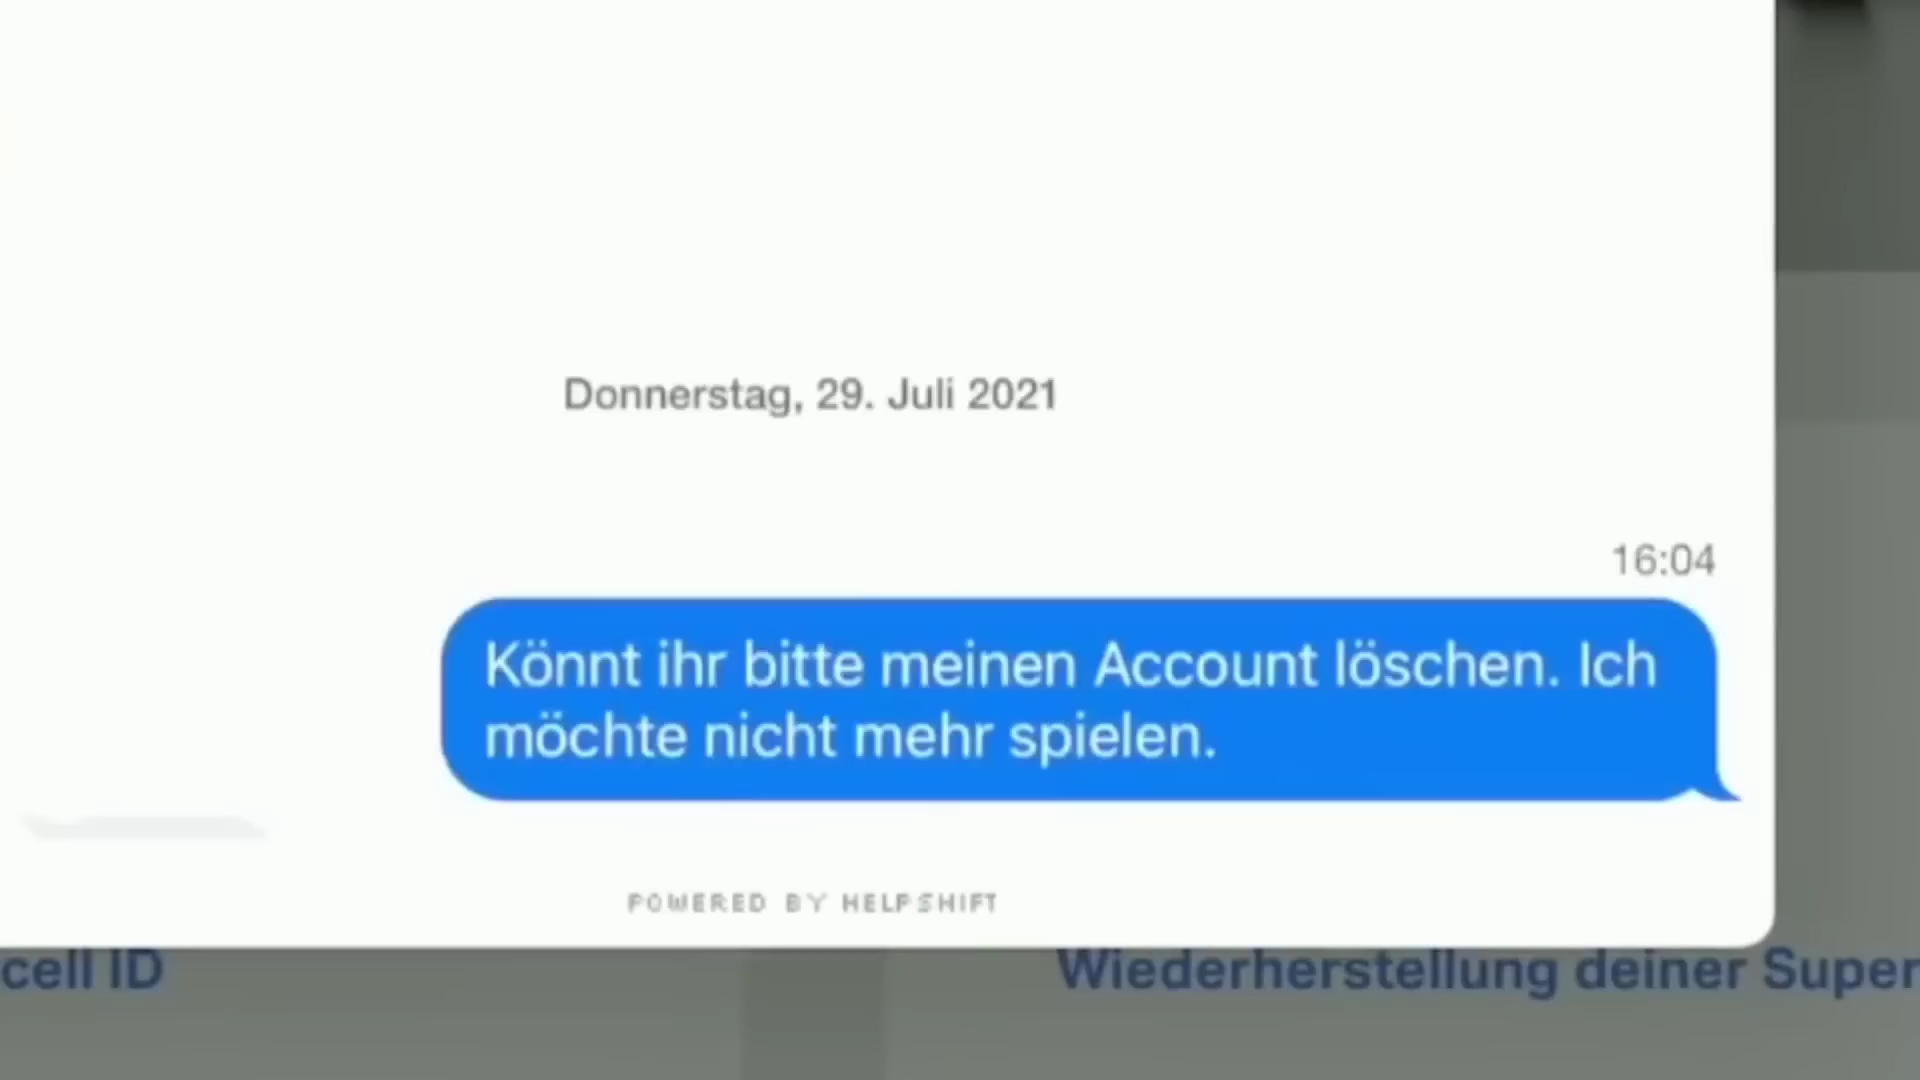 Donnerstag, 29. Juli 2021
16:04
Könnt ihr bitte meinen Account löschen. Ich
möchte nicht mehr spielen.
POWERED BY HELPSHIFT
cell ID
Wiederherstellung deiner Super